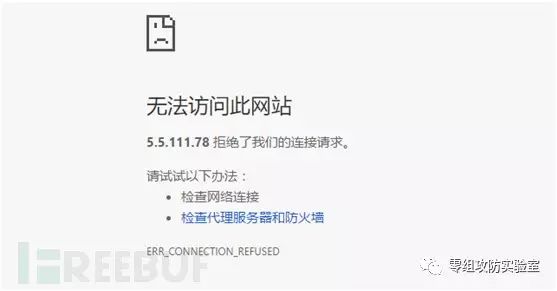 无法访问此网站
5.5.111.78 拒绝了我们的连接请求。
请试试以下办法：
• 检查网络连接
• 检查代理服务器和防火墙
ERR_CONNECTION_REFUSED
FREEBUF
零组攻防实验室